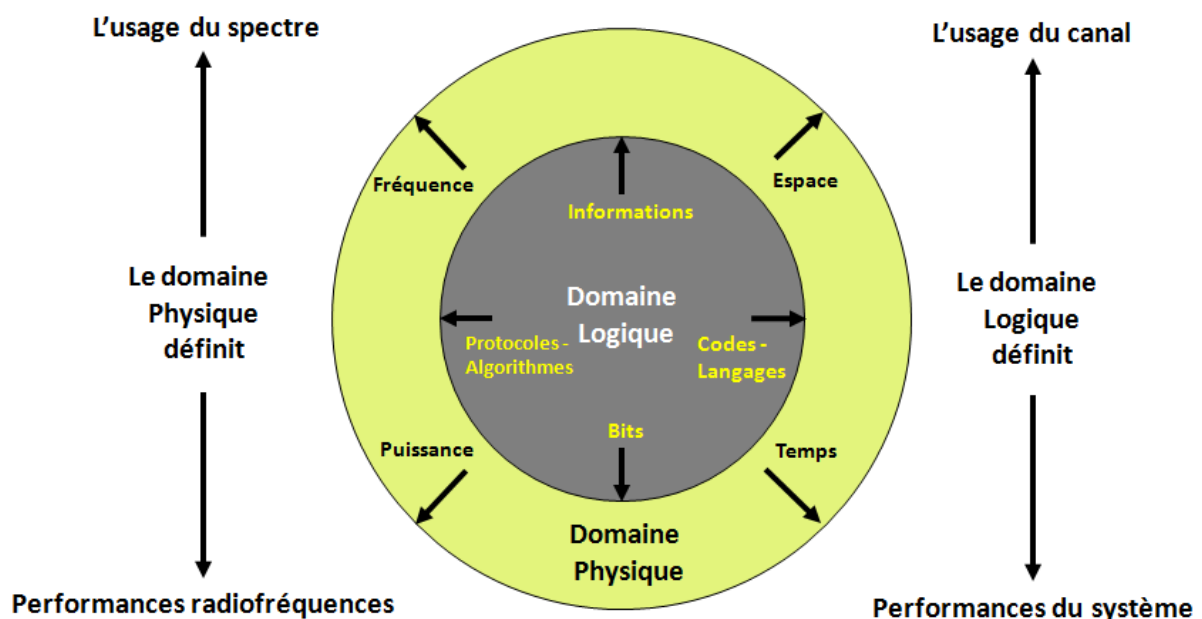 L'usage du spectre
L'usage du canal
Fréquence
Espace
Informations
Le domaine
Physique
définit
Domaine
Logique
Le domaine
Logique
définit
Protocoles -
Algorithmes
Codes -
Langages
Bits
Puissance
Temps
Domaine
Physique
Performances radiofréquences
Performances du système